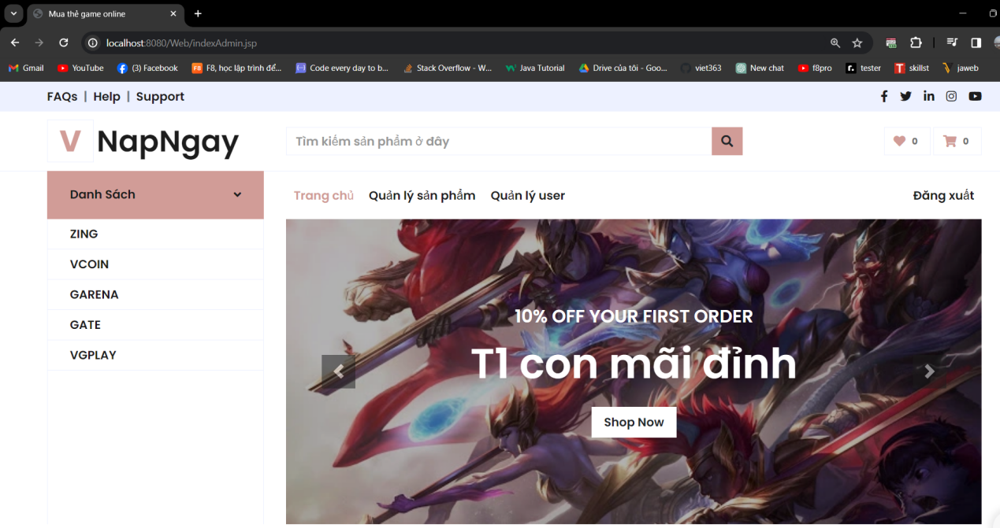 Mua thẻ game online
localhost:8080/Web/indexAdmin.jsp
Gmail YouTube (3) Facebook F8 F8, học lập trình để... Code every day to b... Stack Overflow - W... Java Tutorial Drive của tôi - Goo... viet363 New chat f8pro r. tester T skillst jaweb
FAQs | Help | Support
V NapNgay
Tìm kiếm sản phẩm ở đây
0 0
Danh Sách
Trang chủ Quản lý sản phẩm Quản lý user Đăng xuất
ZING
VCOIN
GARENA
GATE
VGPLAY
10% OFF YOUR FIRST ORDER
T1 con mãi đỉnh
Shop Now